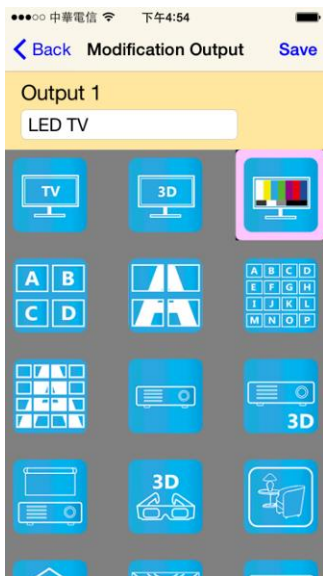 中華電信 下午4:54
Back Modification Output Save
Output 1
LED TV
TV 3D
A B
C D
A B C D
E F G H
I J K L
M N O P
3D
3D